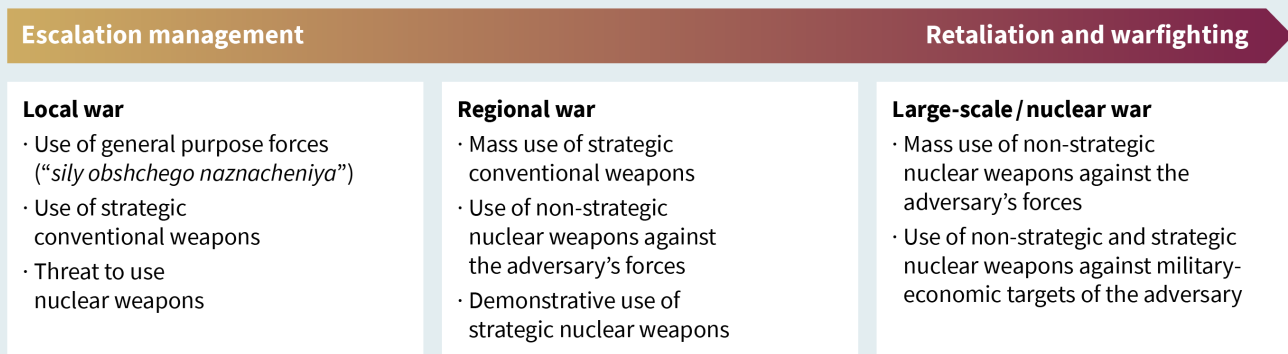 Escalation management
Retaliation and warfighting
Local war
· Use of general purpose forces
(“sily obshchego naznacheniya”)
· Use of strategic
conventional weapons
· Threat to use
nuclear weapons
Regional war
· Mass use of strategic
conventional weapons
· Use of non-strategic
nuclear weapons against
the adversary’s forces
· Demonstrative use of
strategic nuclear weapons
Large-scale / nuclear war
· Mass use of non-strategic
nuclear weapons against the
adversary’s forces
· Use of non-strategic and strategic
nuclear weapons against military-
economic targets of the adversary